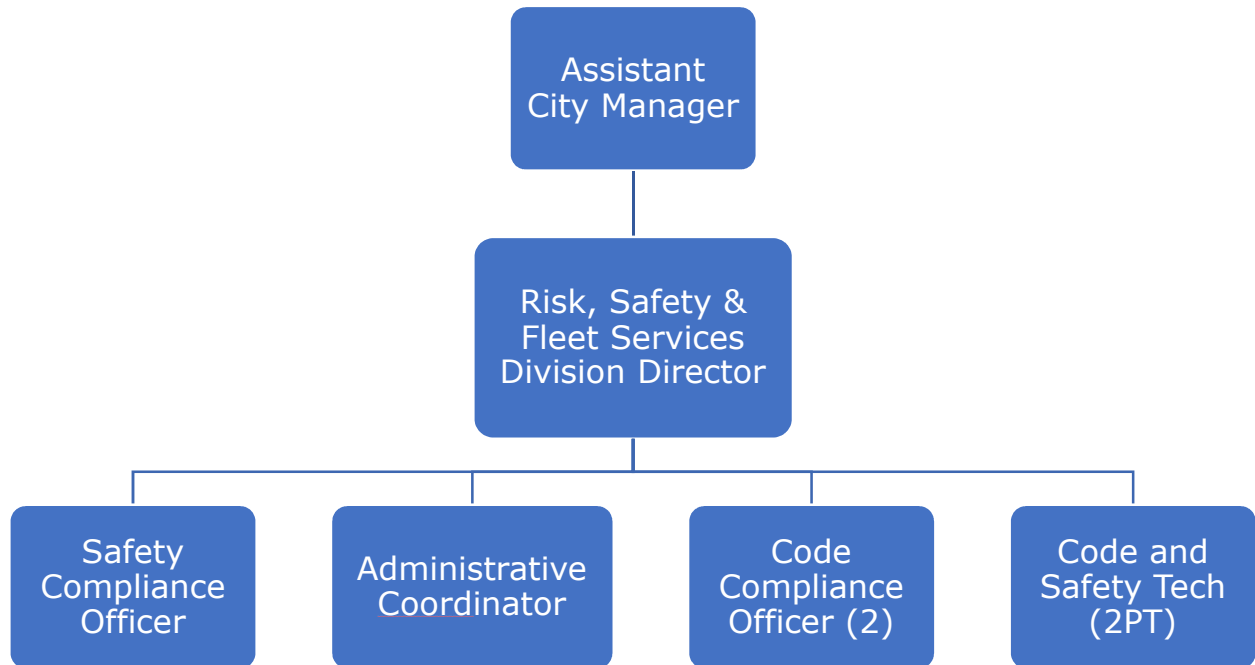 Assistant
City Manager
Risk, Safety &
Fleet Services
Division Director
Safety
Compliance
Officer
Administrative
Coordinator
Code
Compliance
Officer (2)
Code and
Safety Tech
(2PT)